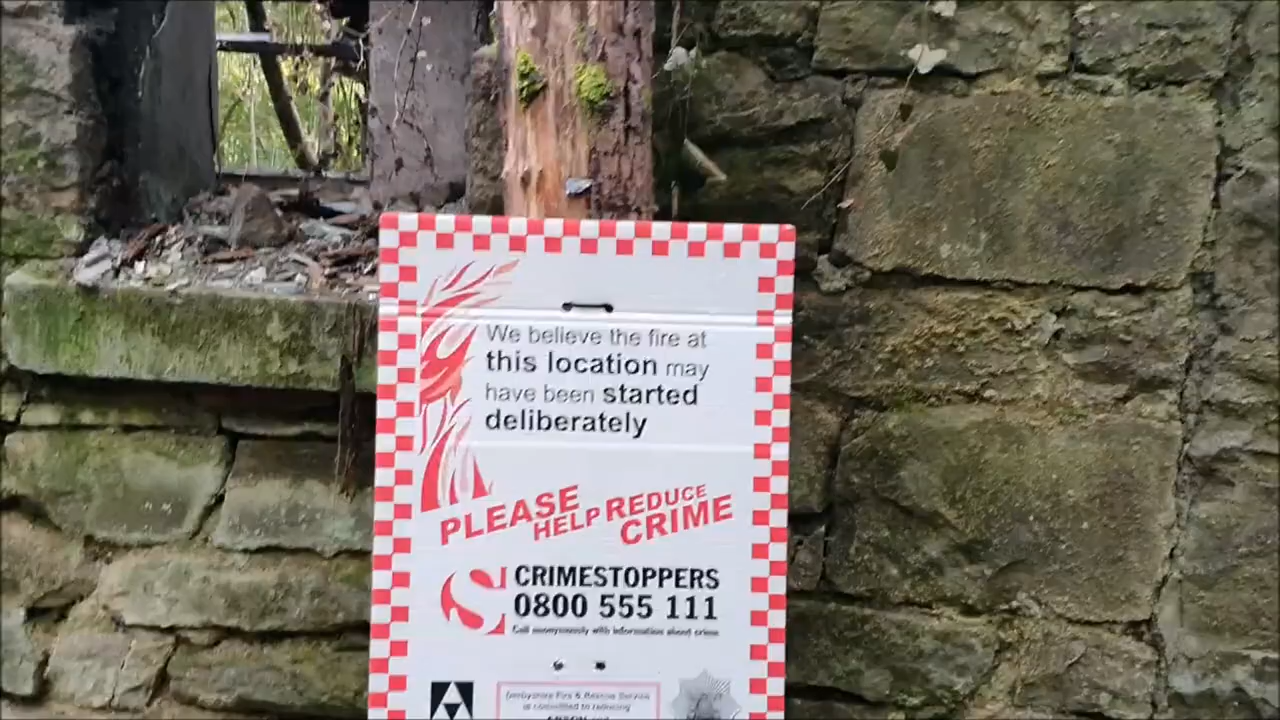 We believe the fire at
this location may
have been started
deliberately
PLEASE
HELP REDUCE
CRIME
CRIMESTOPPERS
0800 555 111
Call anonymously with information about crime
Derbyshire Fire & Rescue Service
is committed to reducing